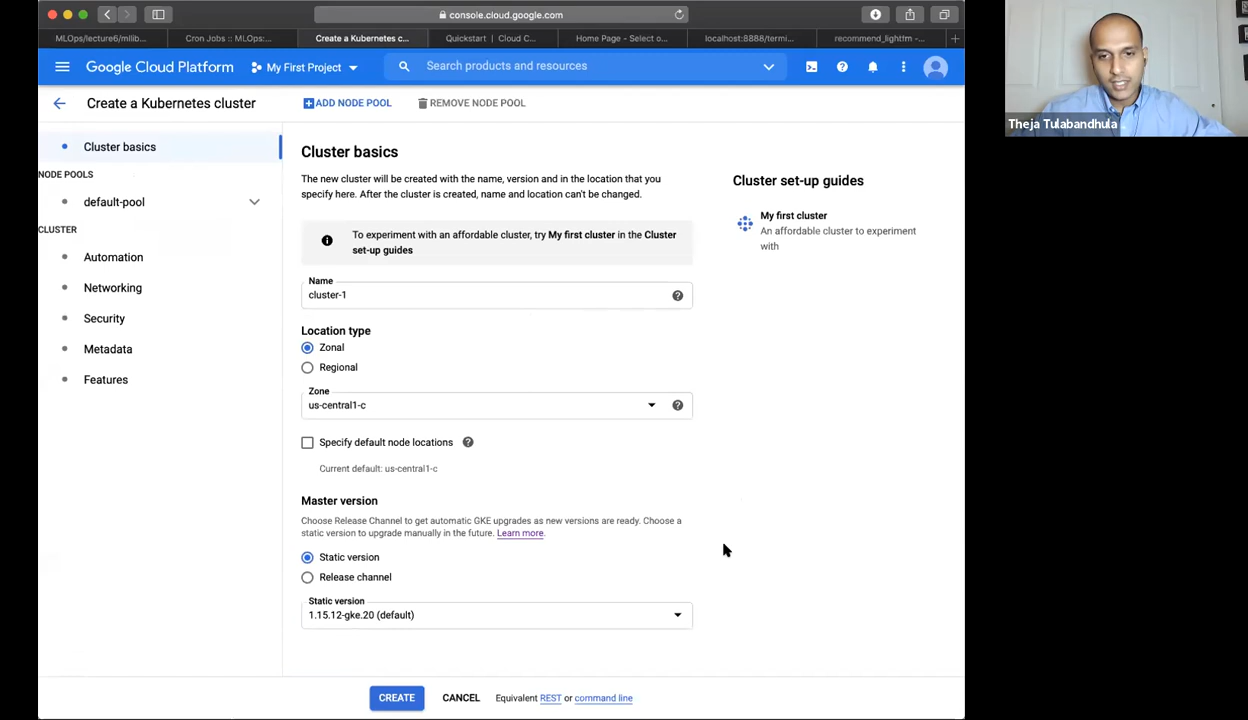 console.cloud.google.com
MLOps/lecture6/mlib...
Cron Jobs :: MLOps:...
Create a Kubernetes c...
Quickstart | Cloud C...
Home Page - Select o...
localhost:8888/termi...
recommend_lightfm -...
Google Cloud Platform
My First Project
Search products and resources
Create a Kubernetes cluster
ADD NODE POOL
REMOVE NODE POOL
Theja Tulabandhula
Cluster basics
NODE POOLS
default-pool
CLUSTER
Automation
Networking
Security
Metadata
Features
Cluster basics
The new cluster will be created with the name, version and in the location that you
specify here. After the cluster is created, name and location can't be changed.
To experiment with an affordable cluster, try My first cluster in the Cluster
set-up guides
Name
cluster-1
Location type
Zonal
Regional
Zone
us-central1-c
Specify default node locations
Current default: us-central1-c
Master version
Choose Release Channel to get automatic GKE upgrades as new versions are ready. Choose a
static version to upgrade manually in the future. Learn more.
Static version
Release channel
Static version
1.15.12-gke.20 (default)
Cluster set-up guides
My first cluster
An affordable cluster to experiment
with
CREATE
CANCEL
Equivalent REST or command line